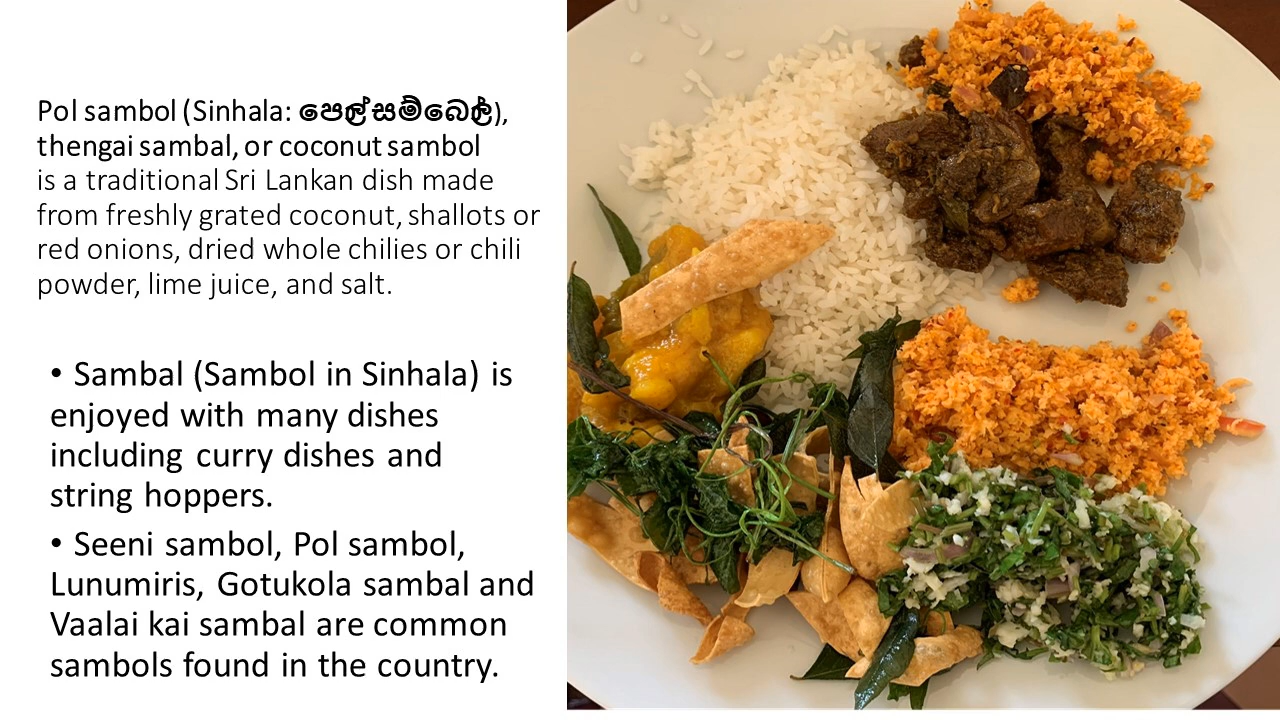 Pol sambol (Sinhala: පොල් සම්බෝල),
thengai sambal, or coconut sambol
is a traditional Sri Lankan dish made
from freshly grated coconut, shallots or
red onions, dried whole chilies or chili
powder, lime juice, and salt.
• Sambal (Sambol in Sinhala) is
enjoyed with many dishes
including curry dishes and
string hoppers.
• Seeni sambol, Pol sambol,
Lunumiris, Gotukola sambal and
Vaalai kai sambal are common
sambols found in the country.